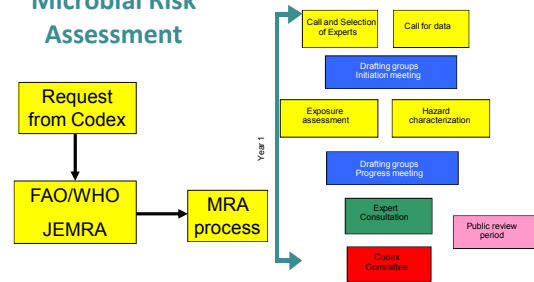 Microbial Risk
Assessment
Request
from Codex
FAO/WHO
JEMRA
MRA
process
Year 1
Call and Selection
of Experts
Call for data
Drafting groups
Initiation meeting
Exposure
assessment
Hazard
characterization
Drafting groups
Progress meeting
Expert
Consultation
Public review
period
Codex
Committee